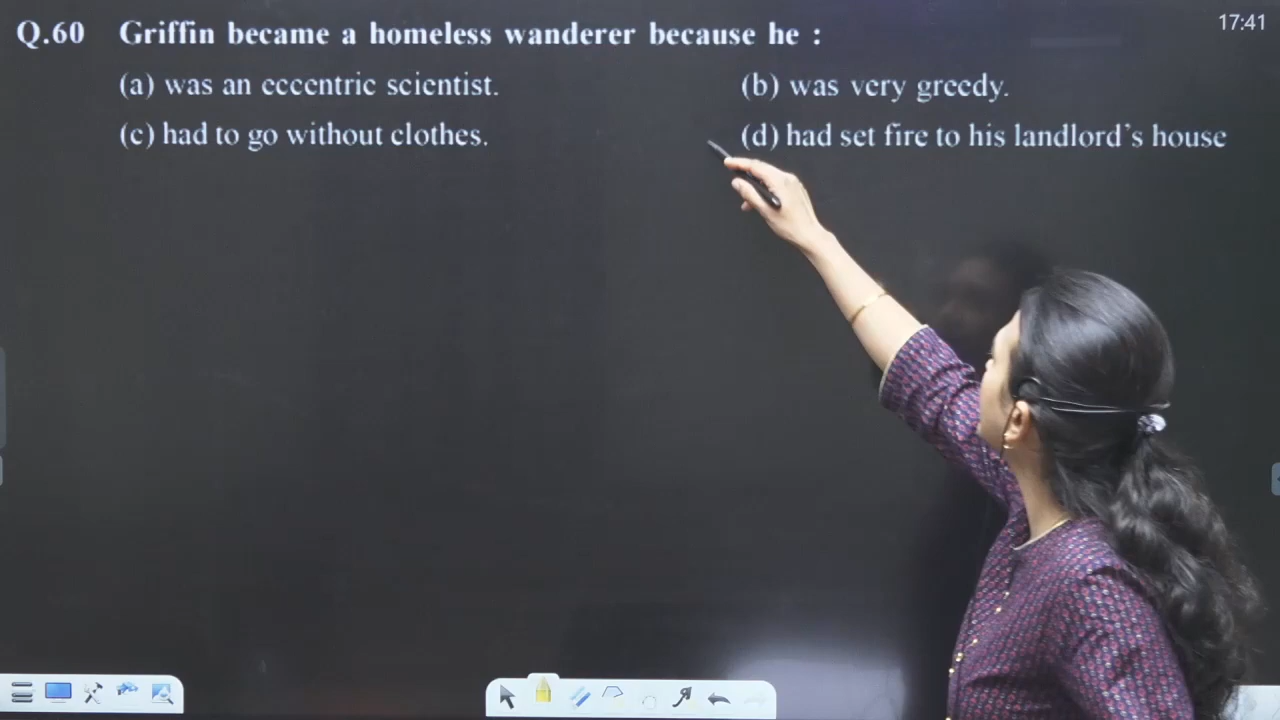 17:41
Q.60 Griffin became a homeless wanderer because he :
(a) was an eccentric scientist. (b) was very greedy.
(c) had to go without clothes. (d) had set fire to his landlord's house